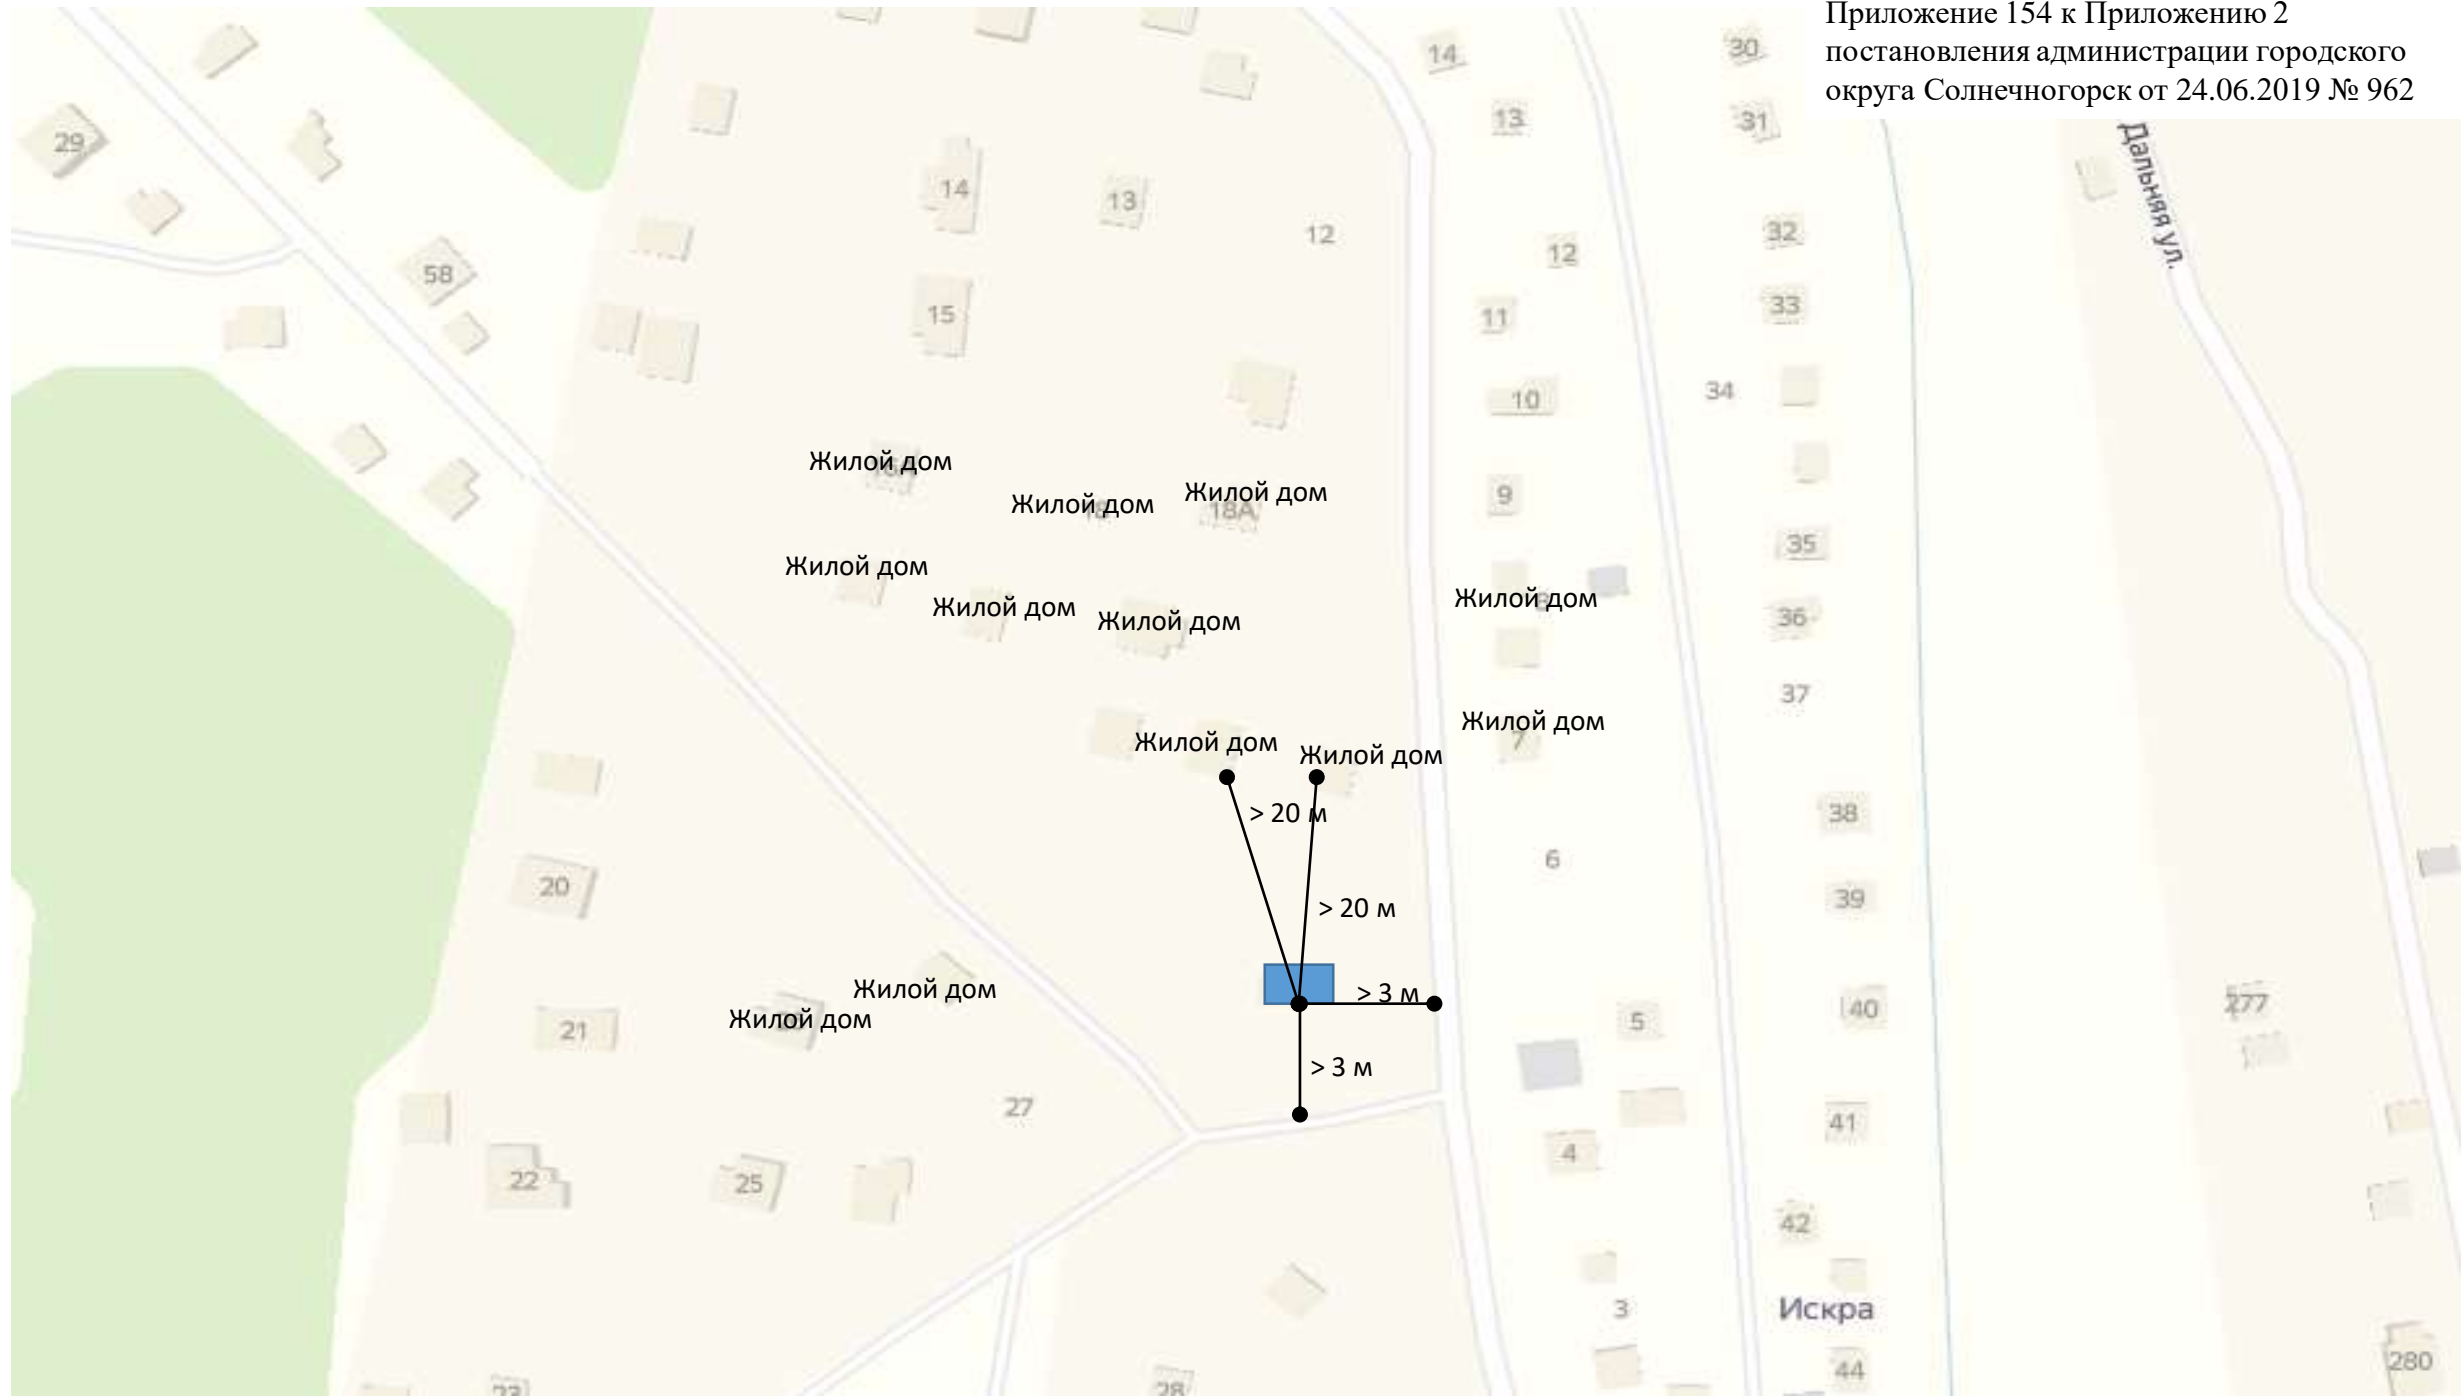 Приложение 154 к Приложению 2
постановления администрации городского
округа Солнечногорск от 24.06.2019 № 962
14
30
13
31
29
Дальняя ул.
14
13
12
12
32
58
15
11
33
10
34
Жилой дом
Жилой дом
Жилой дом
18А
9
35
Жилой дом
Жилой дом
Жилой дом
Жилой дом
8
36
37
Жилой дом
7
Жилой дом
Жилой дом
> 20 м
38
6
20
39
> 20 м
Жилой дом
> 3 м
277
Жилой дом
21
5
40
> 3 м
27
41
4
22
25
42
3
Искра
28
44
280
23